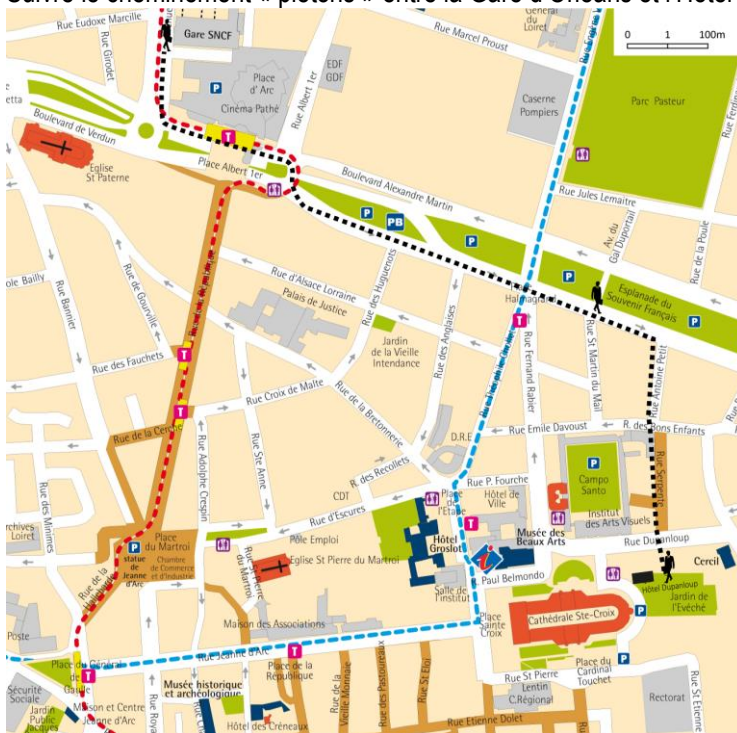 Suivre le cheminement « piétons » entre la Gare d'Orléans et l'Hôtel
Rue Eudoxe Marcille
Gare SNCF
Rue Girodet
Place
d'Arc
Cinéma Pathé
EDF
GDF
Rue Albert 1er
Rue Marcel Proust
Général
du Loiret
0 1 100m
Caserne
Pompiers
Parc Pasteur
Boulevard de Verdun
Eglise
St Paterne
Place Albert 1er
T
P
Boulevard Alexandre Martin
Rue Jules Lemaitre
Av. du
Gal Duportail
Rue de la Poule
PB
Esplanade du
Souvenir Français
Rue Bannier
Rue de Gourville
Rue d'Alsace Lorraine
Palais de Justice
Rue des Huguenots
Jardin
de la Vieille
Intendance
Rue des Anglaises
Halmagrand
Rue Fernand Rabier
Rue St Martin
du Mail
Rue Antoine Petit
Rue des Fauchets
Rue Croix de Malte
Rue de la Bretonnerie
Rue de la Cerche
Rue Adolphe Crespin
Rue Ste Anne
R. des Recollets
D.R.E
Rue Emile Davoust
R. des Bons Enfants
Rue Serpente
Campo
Santo
Institut
des Arts Visuels
CDT
Rue d'Escures
Pôle Emploi
Place
de
l'Etape
Rue P. Fourche
Hôtel de
Ville
Musée des
Beaux Arts
Rue Dupanloup
Cercil
Hôtel Dupanloup
Jardin de
l'Evêché
Rue des Minimes
Archives
Loiret
Place
du Martroi
statue
de
Jeanne
d'Arc
Chambre
de Commerce
et d'Industrie
Rue St Pierre
du Martroi
Eglise St Pierre du Martroi
Hôtel
Groslot
Salle de
l'institut
Paul Belmondo
Cathédrale Ste-Croix
Place
Sainte
Croix
Maison des Associations
Poste
Rue Jeanne d'Arc
Place de la
République
Place du Général
de
Gaulle
Sécurité
Sociale
Jardin
Public
Jacques
Maison et Centre
Jeanne d'Arc
Rue Royale
Musée historique
et archéologique
Hôtel des Créneaux
Rue de la
Vieille Monnaie
Rue des Pastoureaux
Rue St Eloi
Rue Etienne Dolet
Rue St Pierre
Lentin
C.Régional
Place du
Cardinal
Touchet
Rectorat
Rue St Etienne